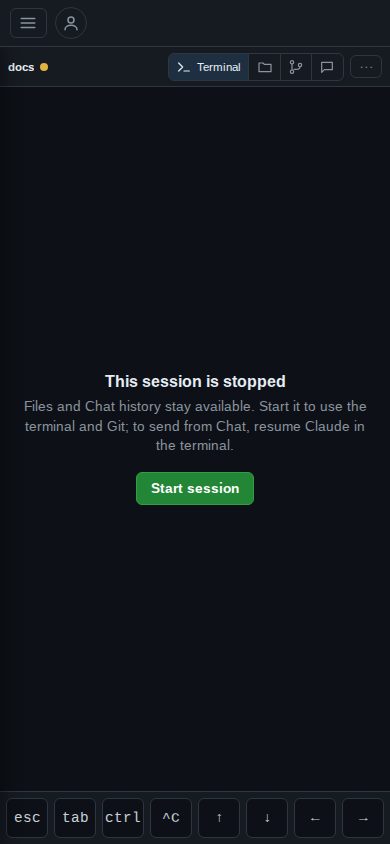 docs
Terminal
...
This session is stopped
Files and Chat history stay available. Start it to use the
terminal and Git; to send from Chat, resume Claude in
the terminal.
Start session
esc tab ctrl ^C ↑ ↓ ← →